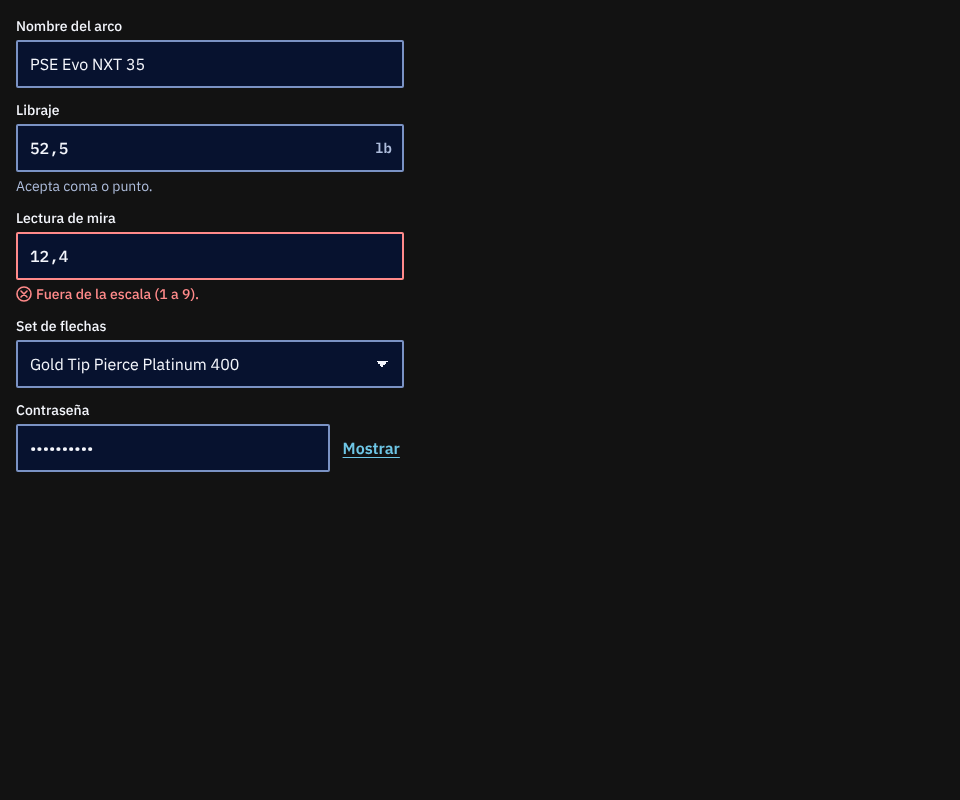 Nombre del arco
PSE Evo NXT 35
Libraje
52,5 lb
Acepta coma o punto.
Lectura de mira
12,4
Fuera de la escala (1 a 9).
Set de flechas
Gold Tip Pierce Platinum 400
Contraseña
•••••••••• Mostrar